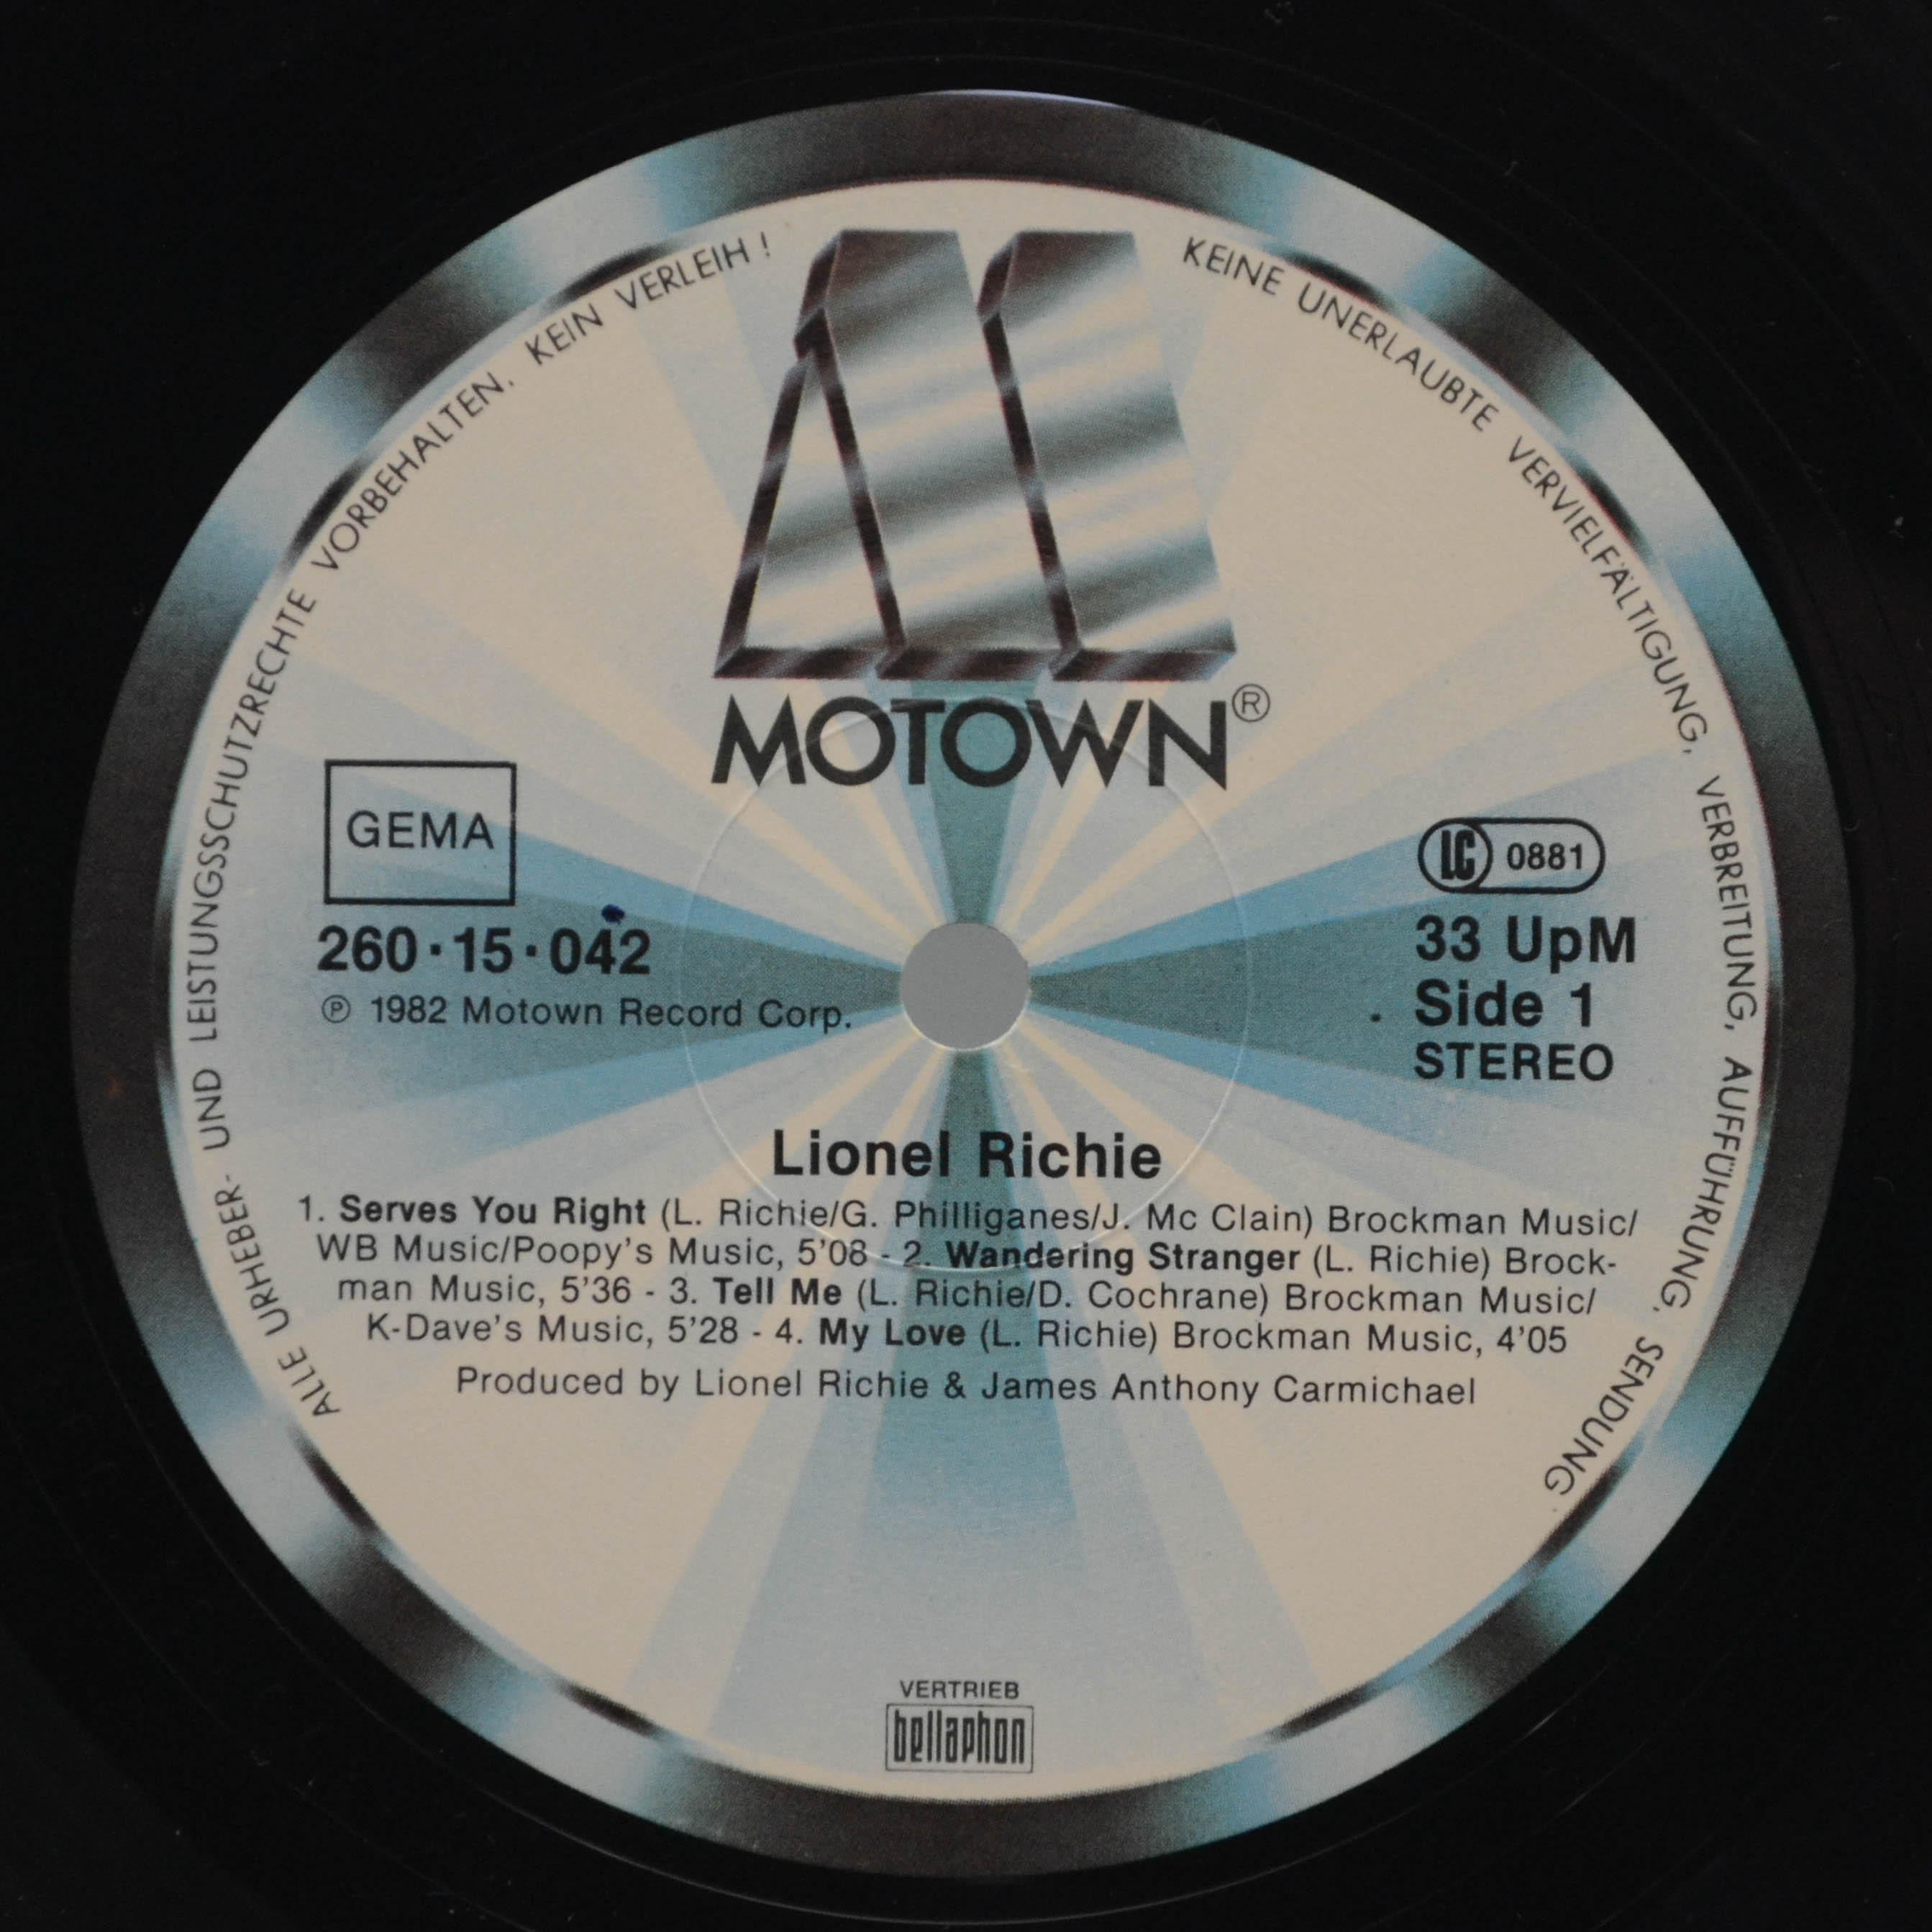 ALLE URHEBER- UND LEISTUNGSSCHUTZRECHTE VORBEHALTEN. KEIN VERLEIH !
KEINE UNERLAUBTE VERVIELFÄLTIGUNG, VERBREITUNG, AUFFÜHRUNG, SENDUNG
MOTOWN®
GEMA
260·15·042
℗ 1982 Motown Record Corp.
LC 0881
33 UpM
Side 1
STEREO
Lionel Richie
1. Serves You Right (L. Richie/G. Philliganes/J. Mc Clain) Brockman Music/
WB Music/Poopy's Music, 5'08 - 2. Wandering Stranger (L. Richie) Brock-
man Music, 5'36 - 3. Tell Me (L. Richie/D. Cochrane) Brockman Music/
K-Dave's Music, 5'28 - 4. My Love (L. Richie) Brockman Music, 4'05
Produced by Lionel Richie & James Anthony Carmichael
VERTRIEB
bellaphon